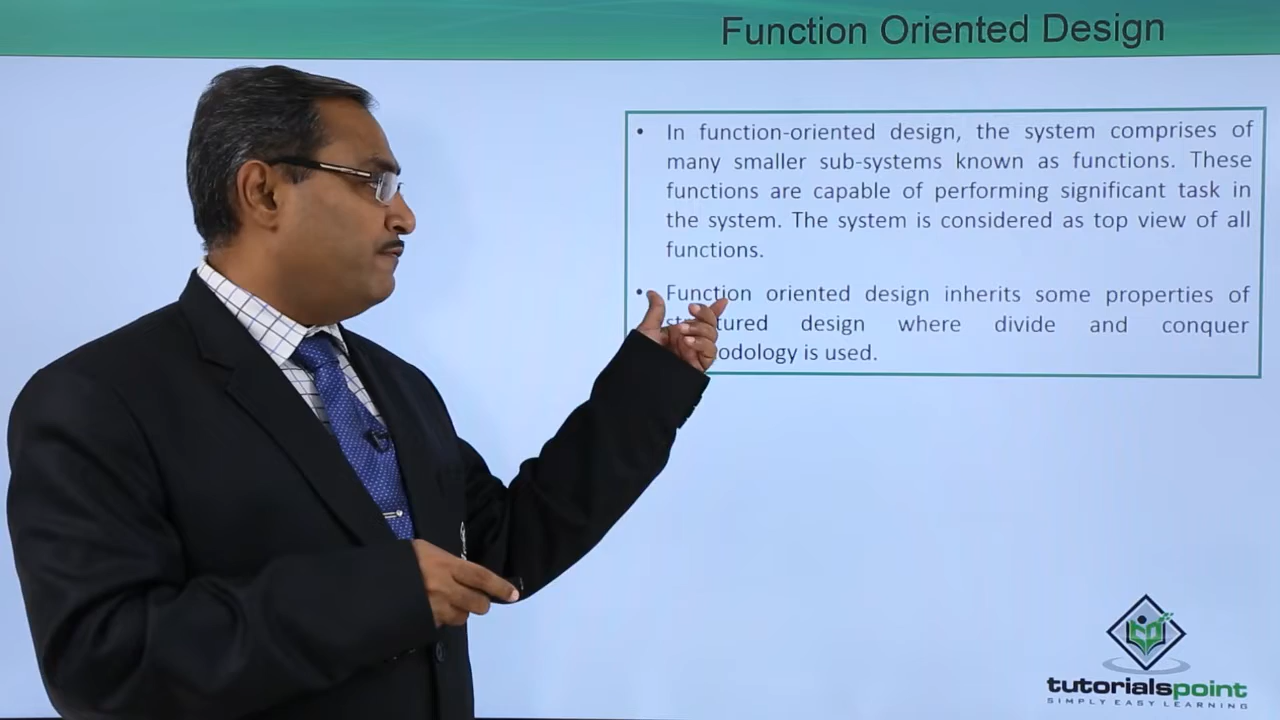 Function Oriented Design
• In function-oriented design, the system comprises of
many smaller sub-systems known as functions. These
functions are capable of performing significant task in
the system. The system is considered as top view of all
functions.
• Function oriented design inherits some properties of
design where divide and conquer
is used.
tutorialspoint
SIMPLY EASY LEARNING